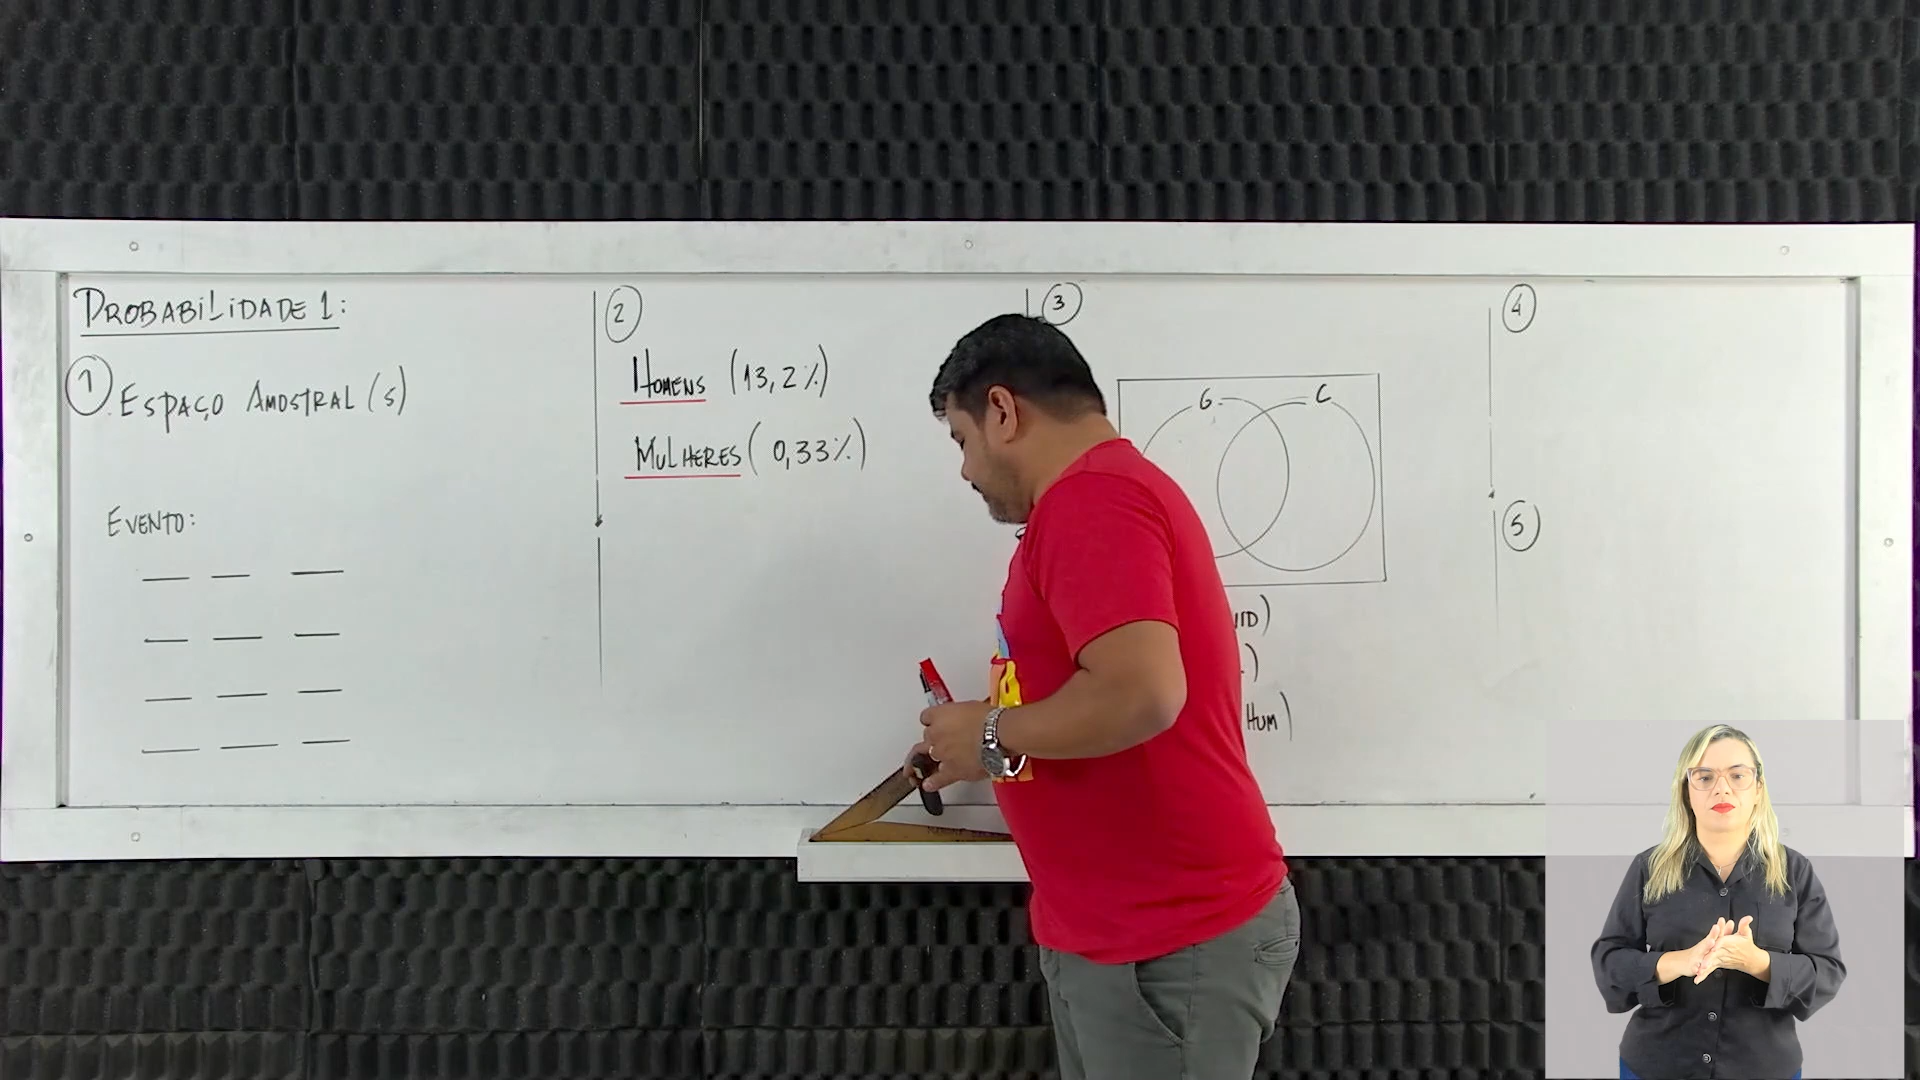 PROBABILIDADE 1:
1
ESPAÇO AMOSTRAL (S)
EVENTO:
2
HOMENS (13,2%)
MULHERES (0,33%)
3
G C
HUM)
4
5